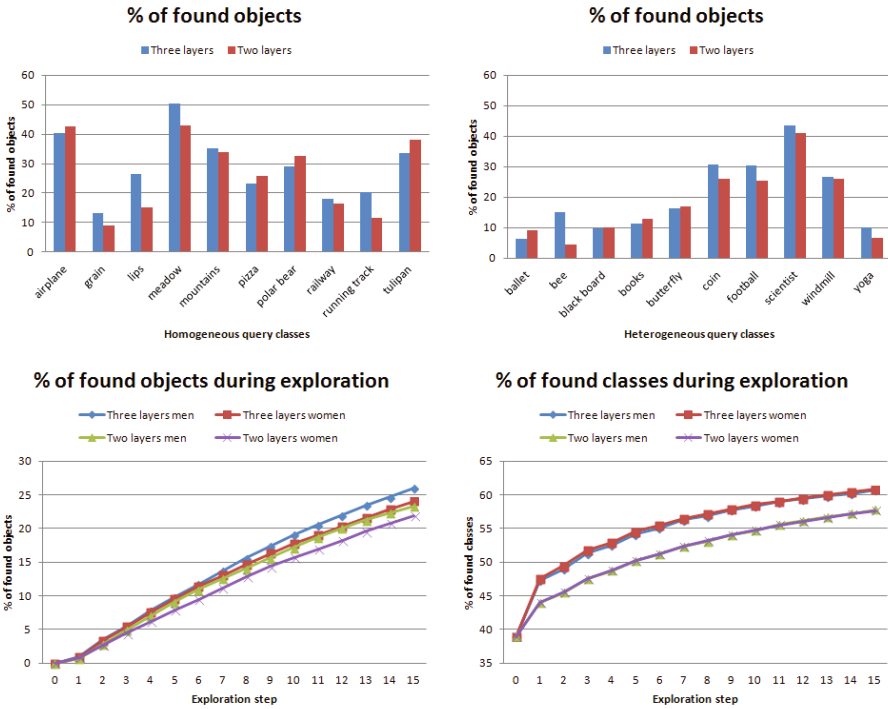 % of found objects
Three layers Two layers
% of found objects
60
50
40
30
20
10
0
airplane
grain
lips
meadow
mountains
pizza
polar bear
railway
running track
tulipan
Homogeneous query classes
% of found objects
Three layers Two layers
% of found objects
60
50
40
30
20
10
0
ballet
bee
black board
books
butterfly
coin
football
scientist
windmill
yoga
Heterogeneous query classes
% of found objects during exploration
Three layers men Three layers women
Two layers men Two layers women
% of found objects
30
25
20
15
10
5
0
0 1 2 3 4 5 6 7 8 9 10 11 12 13 14 15
Exploration step
% of found classes during exploration
Three layers men Three layers women
Two layers men Two layers women
% of found classes
65
60
55
50
45
40
35
0 1 2 3 4 5 6 7 8 9 10 11 12 13 14 15
Exploration step